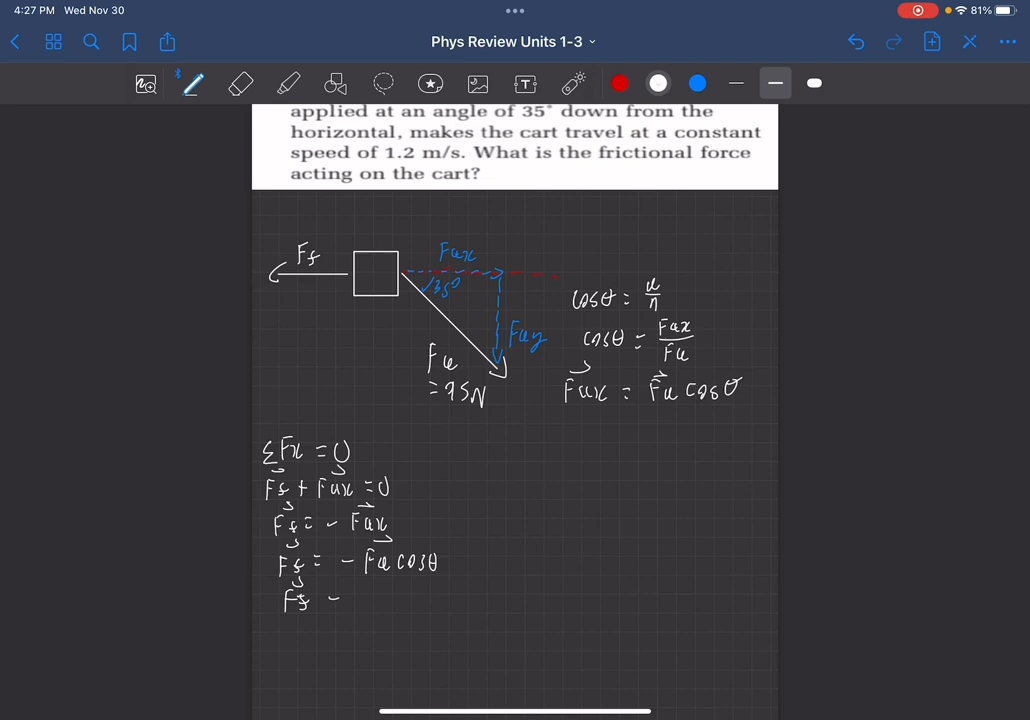 4:27 PM Wed Nov 30
81%
Phys Review Units 1-3
applied at an angle of 35° down from the
horizontal, makes the cart travel at a constant
speed of 1.2 m/s. What is the frictional force
acting on the cart?
Ff
Fax
35°
Fay
Fa
= 95N
cosθ = a/h
cosθ = Fax/Fa
Fax = Fa cosθ
ΣFx = 0
Ff + Fax = 0
Ff = - Fax
Ff = - Fa cosθ
Ff -